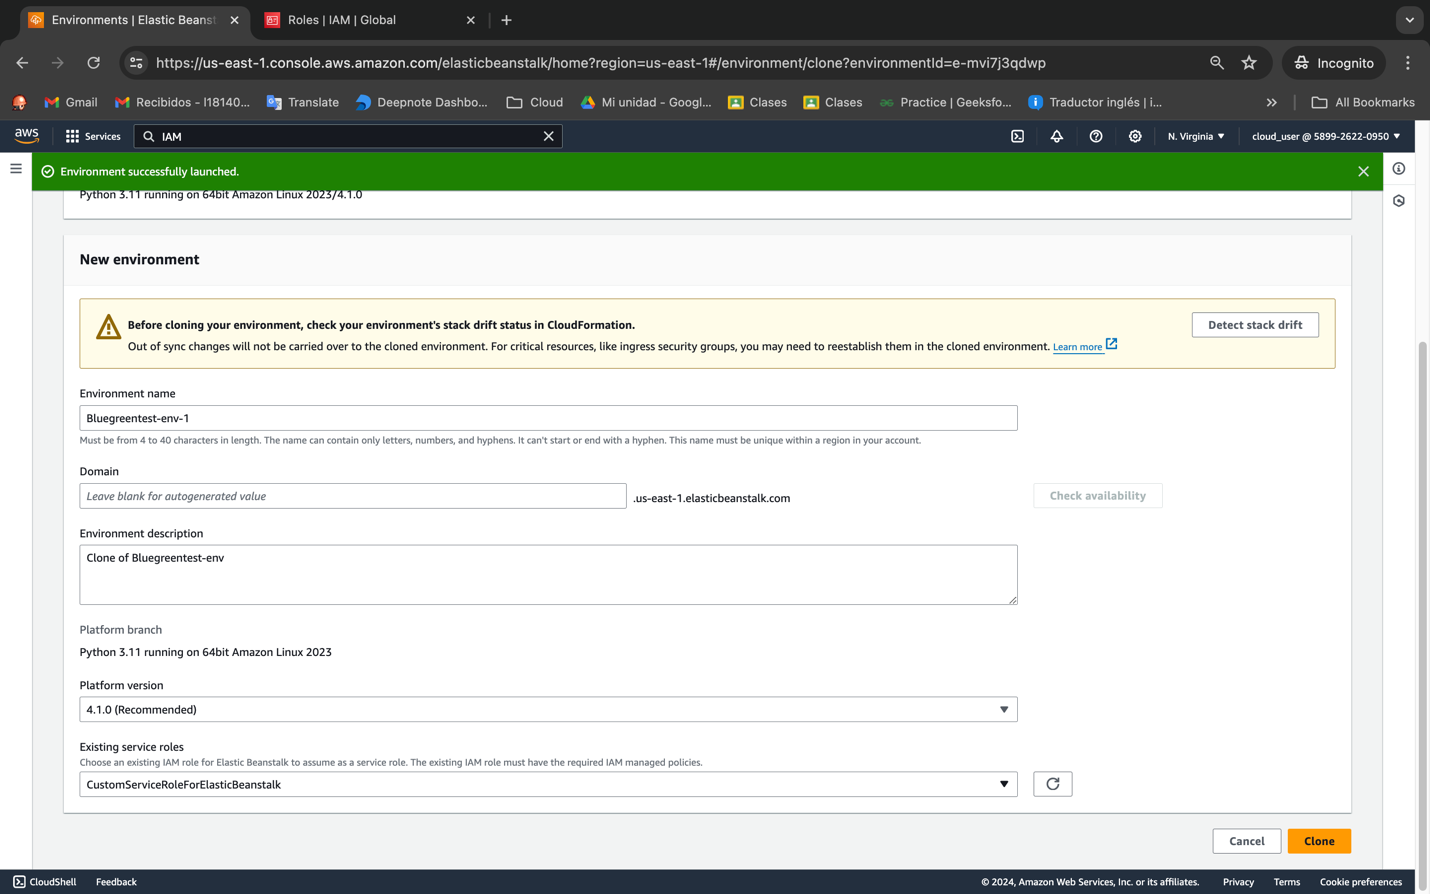 Environments | Elastic Beanst
Roles | IAM | Global
https://us-east-1.console.aws.amazon.com/elasticbeanstalk/home?region=us-east-1#/environment/clone?environmentId=e-mvi7j3qdwp
Incognito
Gmail
Recibidos - l18140...
Translate
Deepnote Dashbo...
Cloud
Mi unidad - Googl...
Clases
Clases
Practice | Geeksfo...
Traductor inglés | i...
All Bookmarks
aws
Services
IAM
N. Virginia
cloud_user @ 5899-2622-0950
Environment successfully launched.
Python 3.11 running on 64bit Amazon Linux 2023/4.1.0
New environment
Before cloning your environment, check your environment's stack drift status in CloudFormation.
Out of sync changes will not be carried over to the cloned environment. For critical resources, like ingress security groups, you may need to reestablish them in the cloned environment. Learn more
Detect stack drift
Environment name
Bluegreentest-env-1
Must be from 4 to 40 characters in length. The name can contain only letters, numbers, and hyphens. It can't start or end with a hyphen. This name must be unique within a region in your account.
Domain
Leave blank for autogenerated value
.us-east-1.elasticbeanstalk.com
Check availability
Environment description
Clone of Bluegreentest-env
Platform branch
Python 3.11 running on 64bit Amazon Linux 2023
Platform version
4.1.0 (Recommended)
Existing service roles
Choose an existing IAM role for Elastic Beanstalk to assume as a service role. The existing IAM role must have the required IAM managed policies.
CustomServiceRoleForElasticBeanstalk
Cancel
Clone
CloudShell
Feedback
© 2024, Amazon Web Services, Inc. or its affiliates.
Privacy
Terms
Cookie preferences